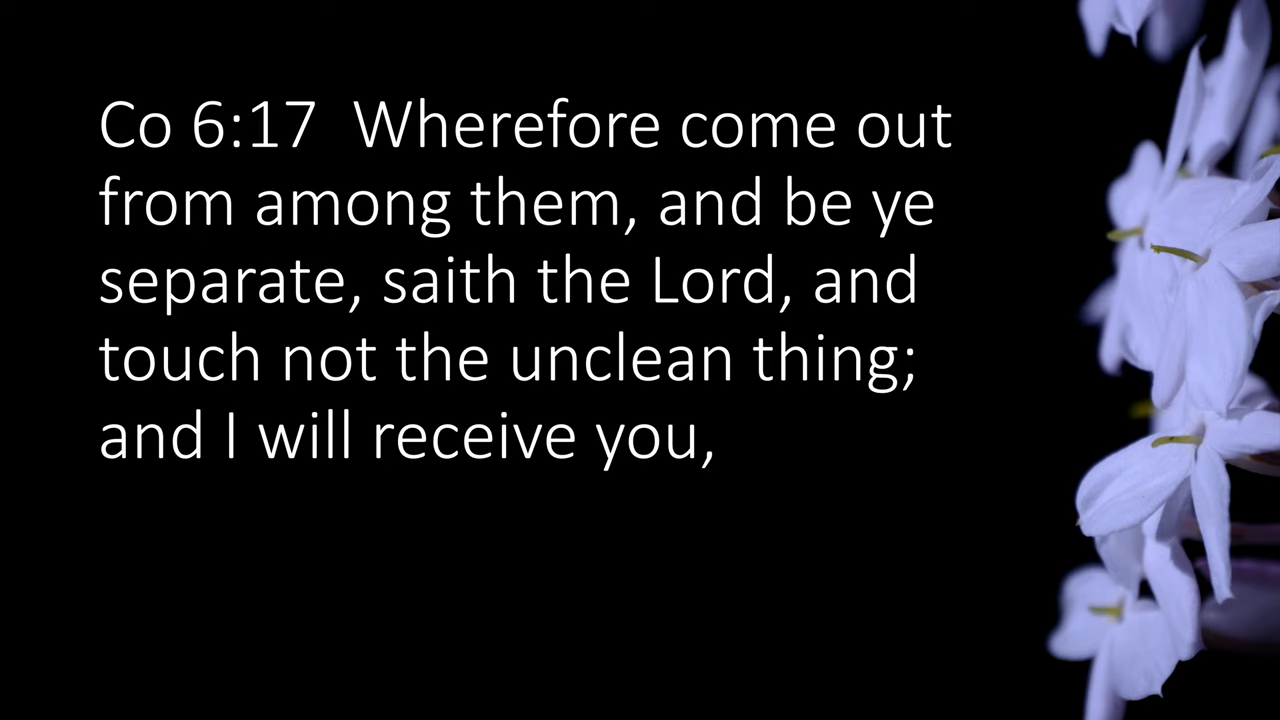 Co 6:17  Wherefore come out
from among them, and be ye
separate, saith the Lord, and
touch not the unclean thing;
and I will receive you,